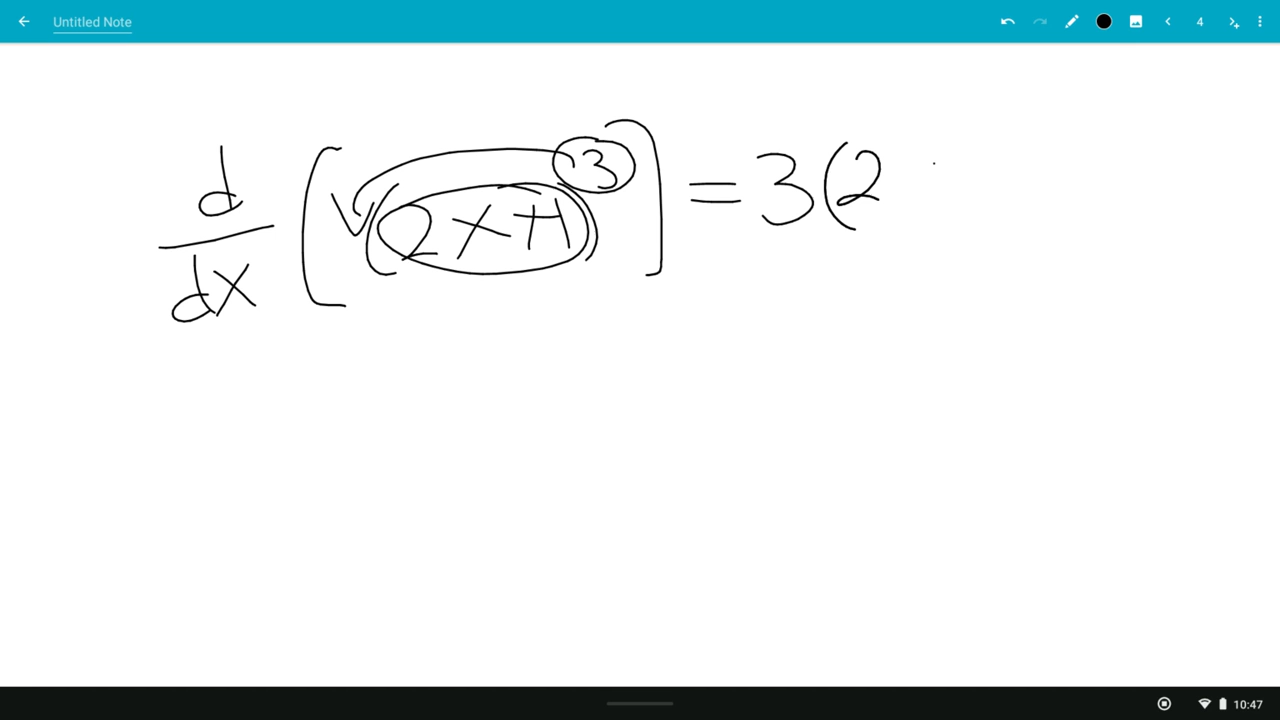 Untitled Note
4
d/dx [(2x+1)^3] = 3(2
10:47